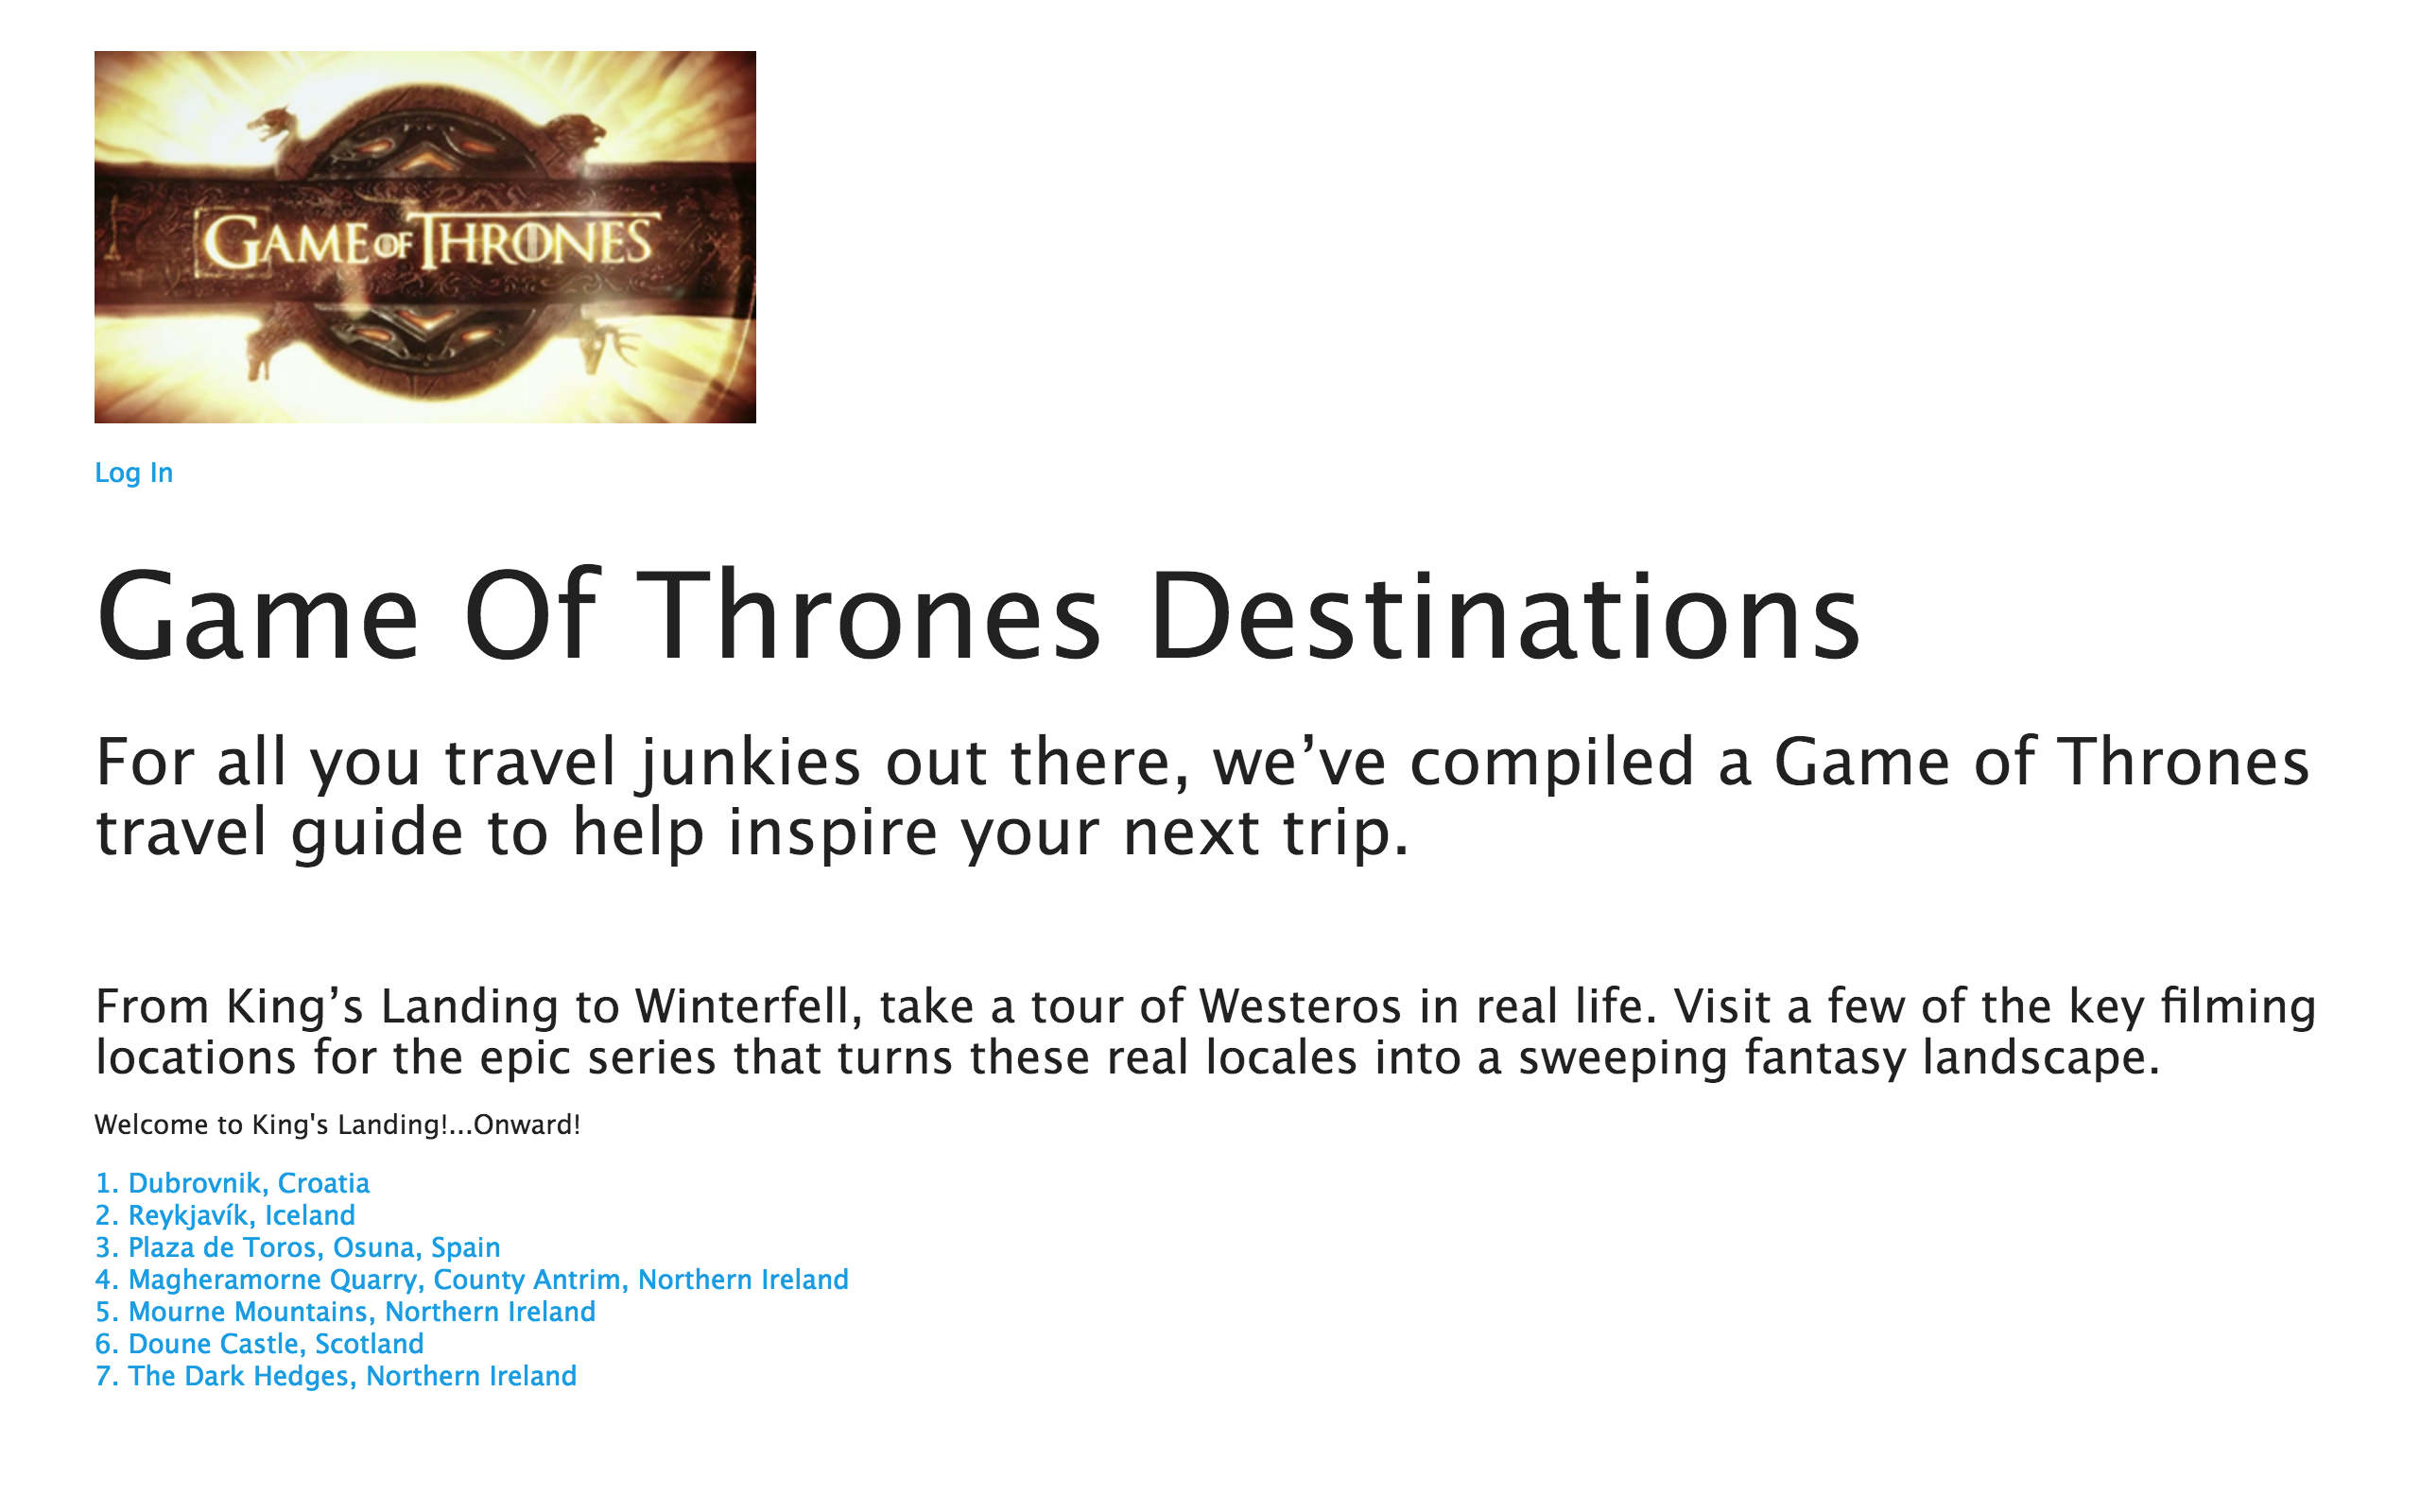 GAME OF THRONES
Log In
Game Of Thrones Destinations
For all you travel junkies out there, we’ve compiled a Game of Thrones
travel guide to help inspire your next trip.
From King’s Landing to Winterfell, take a tour of Westeros in real life. Visit a few of the key filming
locations for the epic series that turns these real locales into a sweeping fantasy landscape.
Welcome to King's Landing!...Onward!
1. Dubrovnik, Croatia
2. Reykjavík, Iceland
3. Plaza de Toros, Osuna, Spain
4. Magheramorne Quarry, County Antrim, Northern Ireland
5. Mourne Mountains, Northern Ireland
6. Doune Castle, Scotland
7. The Dark Hedges, Northern Ireland